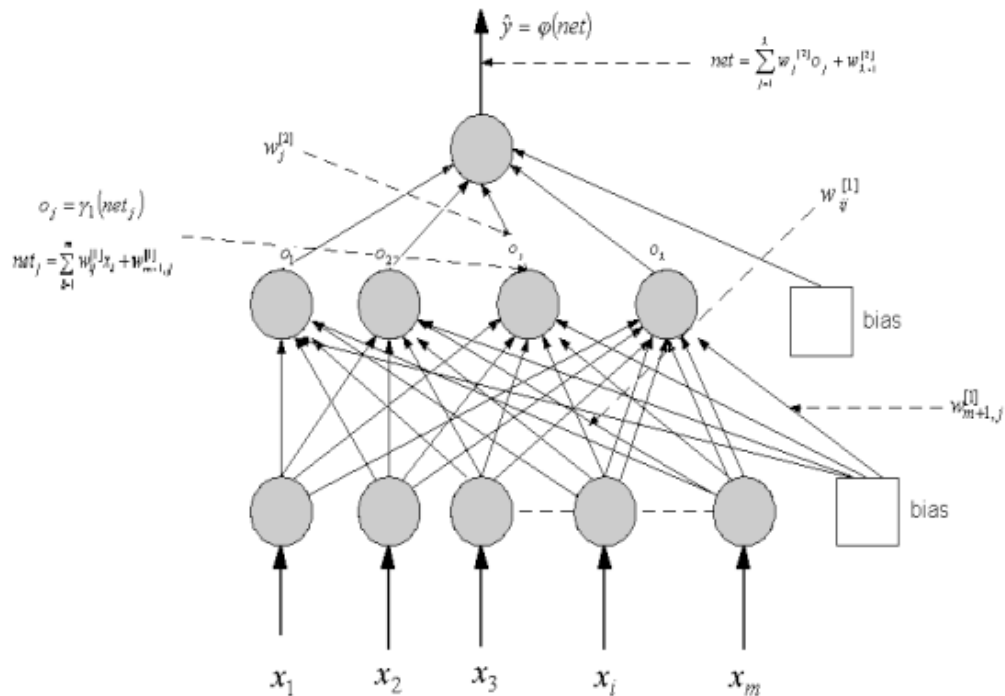 ŷ = φ(net)
net = ∑_{j=1}^{λ} w_j^{[2]} o_j + w_{λ+1}^{[2]}
w_j^{[2]}
w_{ij}^{[1]}
o_j = γ_1(net_j)
net_j = ∑_{i=1}^{m} w_{ij}^{[1]} x_i + w_{m+1,j}^{[1]}
o_1 o_2 o_j o_λ
bias
w_{m+1,j}^{[1]}
bias
x_1 x_2 x_3 x_i x_m